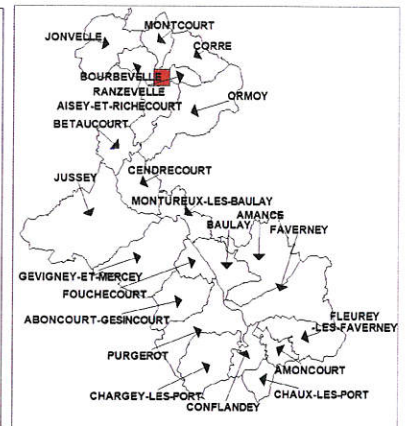 MONTCOURT
JONVELLE
CORRE
BOURBEVELLE
RANZEVELLE
AISEY-ET-RICHECOURT
ORMOY
BETAUCOURT
CENDRECOURT
JUSSEY
MONTUREUX-LES-BAULAY
AMANCE
BAULAY
FAVERNEY
GEVIGNEY-ET-MERCEY
FOUCHECOURT
ABONCOURT-GESINCOURT
FLEUREY
-LES-FAVERNEY
PURGEROT
AMONCOURT
CHARGEY-LES-PORT
CHAUX-LES-PORT
CONFLANDEY